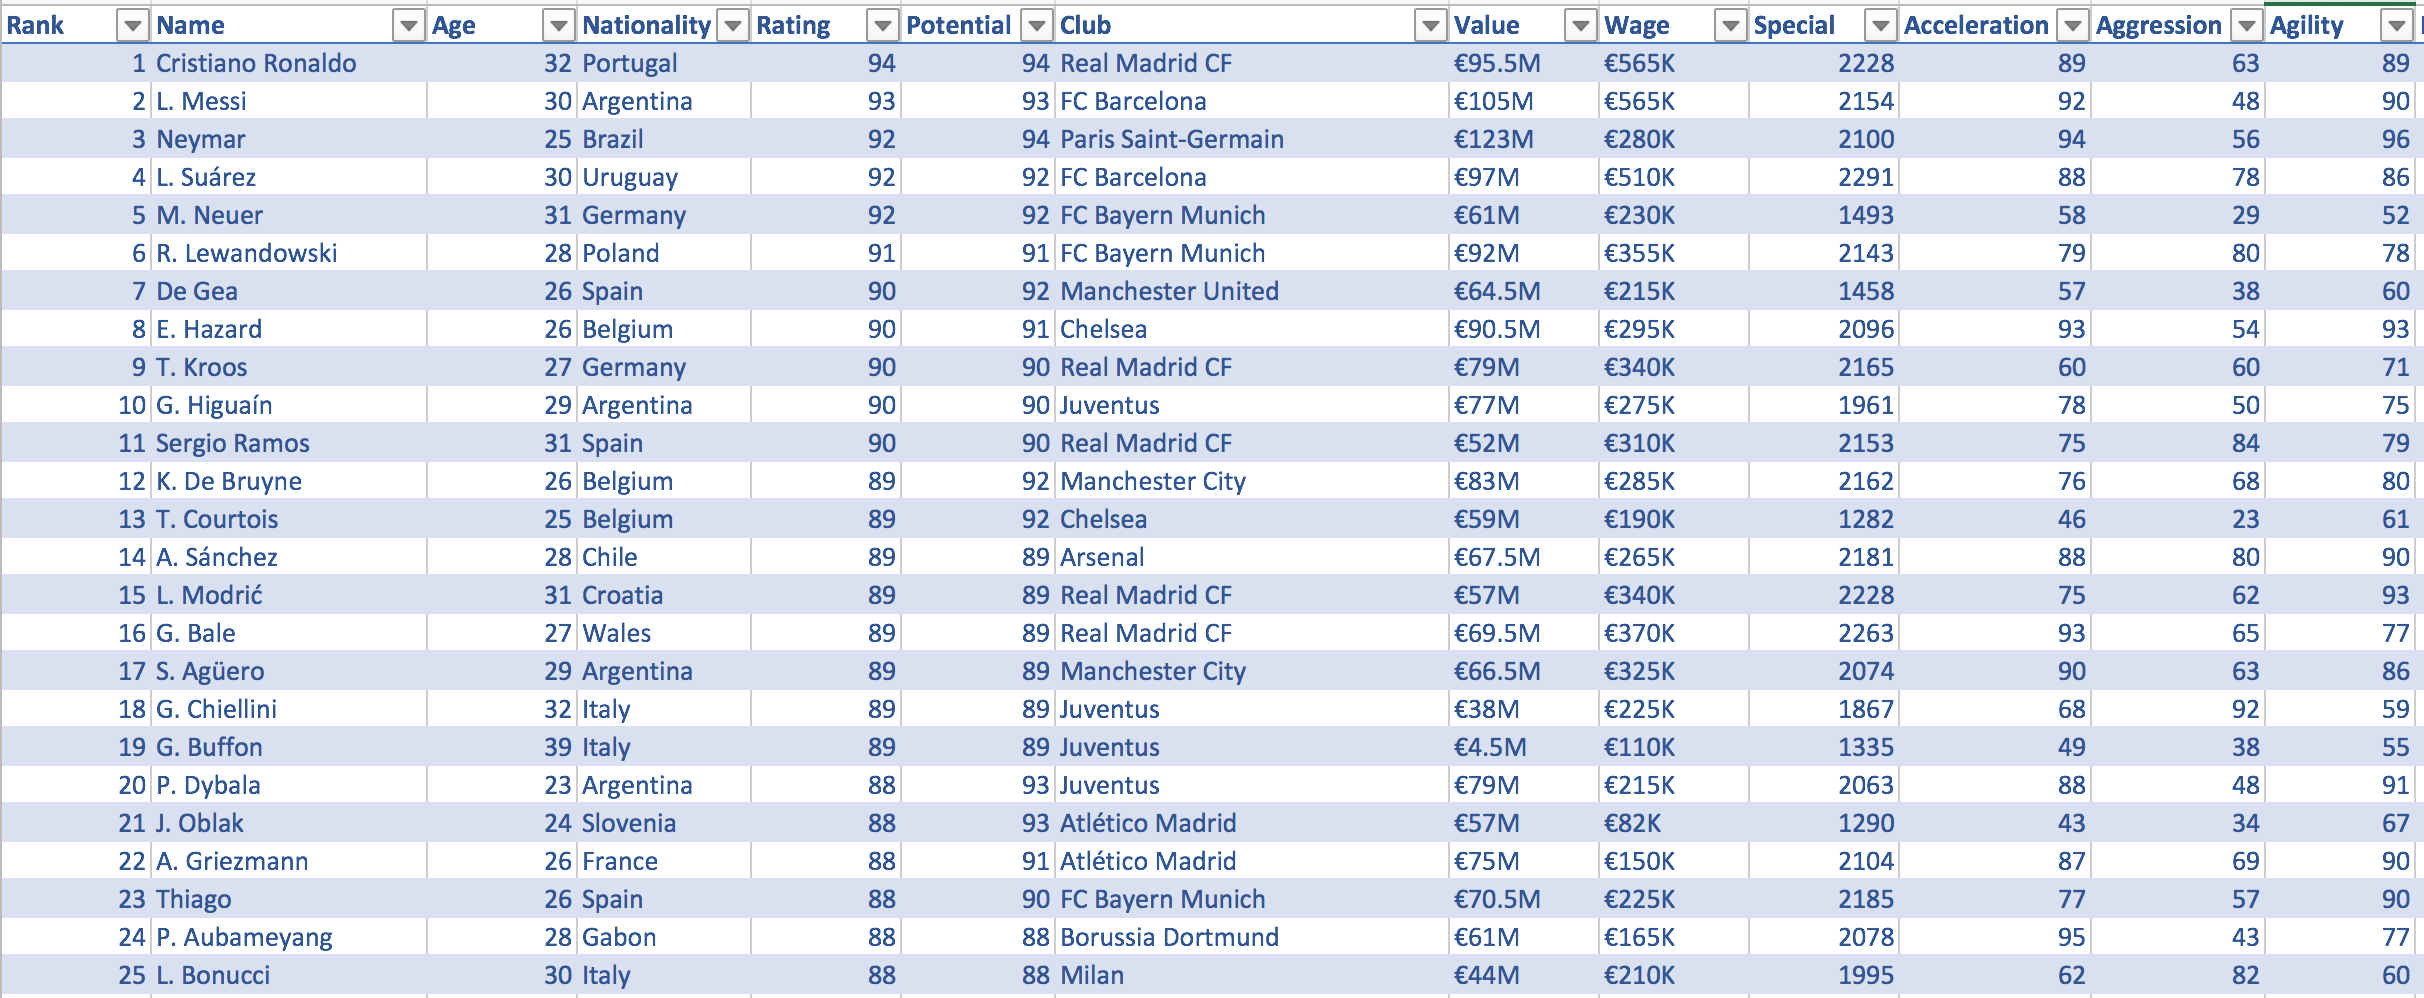 Rank Name Age Nationality Rating Potential Club Value Wage Special Acceleration Aggression Agility
1 Cristiano Ronaldo 32 Portugal 94 94 Real Madrid CF €95.5M €565K 2228 89 63 89
2 L. Messi 30 Argentina 93 93 FC Barcelona €105M €565K 2154 92 48 90
3 Neymar 25 Brazil 92 94 Paris Saint-Germain €123M €280K 2100 94 56 96
4 L. Suárez 30 Uruguay 92 92 FC Barcelona €97M €510K 2291 88 78 86
5 M. Neuer 31 Germany 92 92 FC Bayern Munich €61M €230K 1493 58 29 52
6 R. Lewandowski 28 Poland 91 91 FC Bayern Munich €92M €355K 2143 79 80 78
7 De Gea 26 Spain 90 92 Manchester United €64.5M €215K 1458 57 38 60
8 E. Hazard 26 Belgium 90 91 Chelsea €90.5M €295K 2096 93 54 93
9 T. Kroos 27 Germany 90 90 Real Madrid CF €79M €340K 2165 60 60 71
10 G. Higuaín 29 Argentina 90 90 Juventus €77M €275K 1961 78 50 75
11 Sergio Ramos 31 Spain 90 90 Real Madrid CF €52M €310K 2153 75 84 79
12 K. De Bruyne 26 Belgium 89 92 Manchester City €83M €285K 2162 76 68 80
13 T. Courtois 25 Belgium 89 92 Chelsea €59M €190K 1282 46 23 61
14 A. Sánchez 28 Chile 89 89 Arsenal €67.5M €265K 2181 88 80 90
15 L. Modrić 31 Croatia 89 89 Real Madrid CF €57M €340K 2228 75 62 93
16 G. Bale 27 Wales 89 89 Real Madrid CF €69.5M €370K 2263 93 65 77
17 S. Agüero 29 Argentina 89 89 Manchester City €66.5M €325K 2074 90 63 86
18 G. Chiellini 32 Italy 89 89 Juventus €38M €225K 1867 68 92 59
19 G. Buffon 39 Italy 89 89 Juventus €4.5M €110K 1335 49 38 55
20 P. Dybala 23 Argentina 88 93 Juventus €79M €215K 2063 88 48 91
21 J. Oblak 24 Slovenia 88 93 Atlético Madrid €57M €82K 1290 43 34 67
22 A. Griezmann 26 France 88 91 Atlético Madrid €75M €150K 2104 87 69 90
23 Thiago 26 Spain 88 90 FC Bayern Munich €70.5M €225K 2185 77 57 90
24 P. Aubameyang 28 Gabon 88 88 Borussia Dortmund €61M €165K 2078 95 43 77
25 L. Bonucci 30 Italy 88 88 Milan €44M €210K 1995 62 82 60